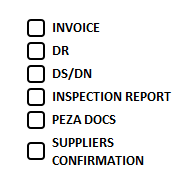 INVOICE
DR
DS/DN
INSPECTION REPORT
PEZA DOCS
SUPPLIERS
CONFIRMATION